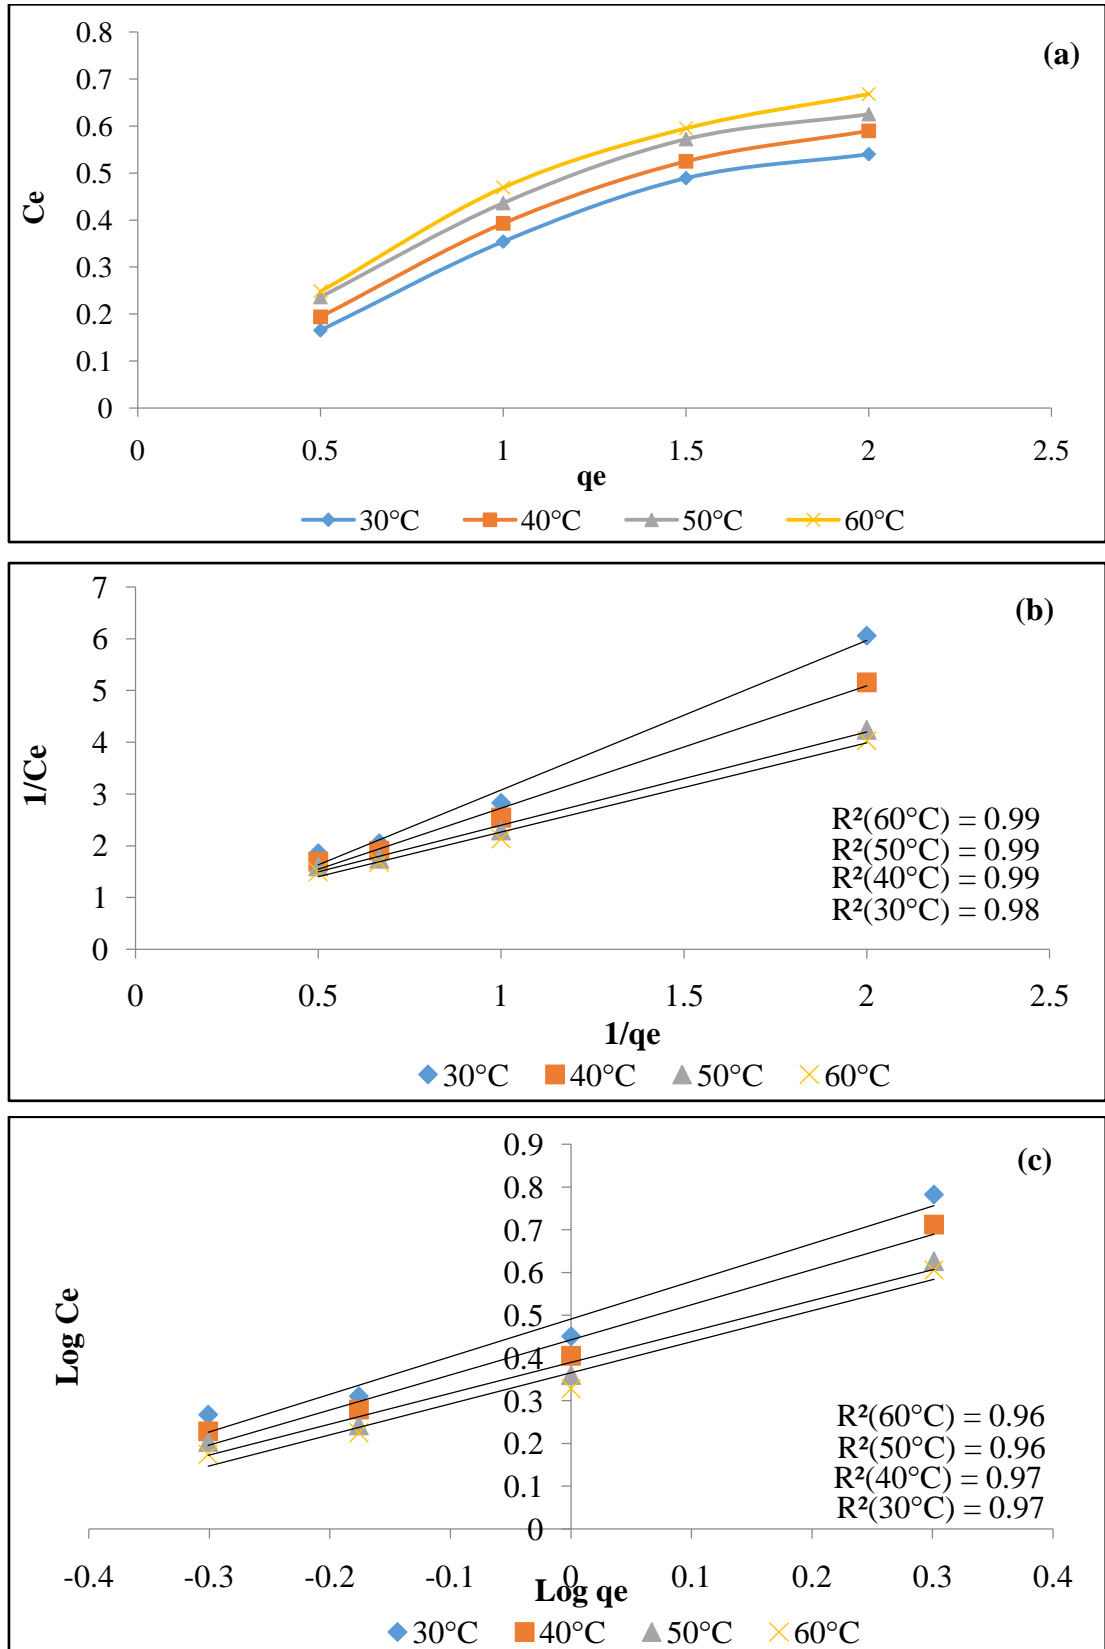 (a)
0.8
0.7
0.6
0.5
0.4
0.3
0.2
0.1
0
Ce
0 0.5 1 1.5 2 2.5
qe
30°C 40°C 50°C 60°C
(b)
7
6
5
4
3
2
1
0
1/Ce
R²(60°C) = 0.99
R²(50°C) = 0.99
R²(40°C) = 0.99
R²(30°C) = 0.98
0 0.5 1 1.5 2 2.5
1/qe
30°C 40°C 50°C 60°C
(c)
0.9
0.8
0.7
0.6
0.5
0.4
0.3
0.2
0.1
0
Log Ce
R²(60°C) = 0.96
R²(50°C) = 0.96
R²(40°C) = 0.97
R²(30°C) = 0.97
-0.4 -0.3 -0.2 -0.1 0 0.1 0.2 0.3 0.4
Log qe
30°C 40°C 50°C 60°C